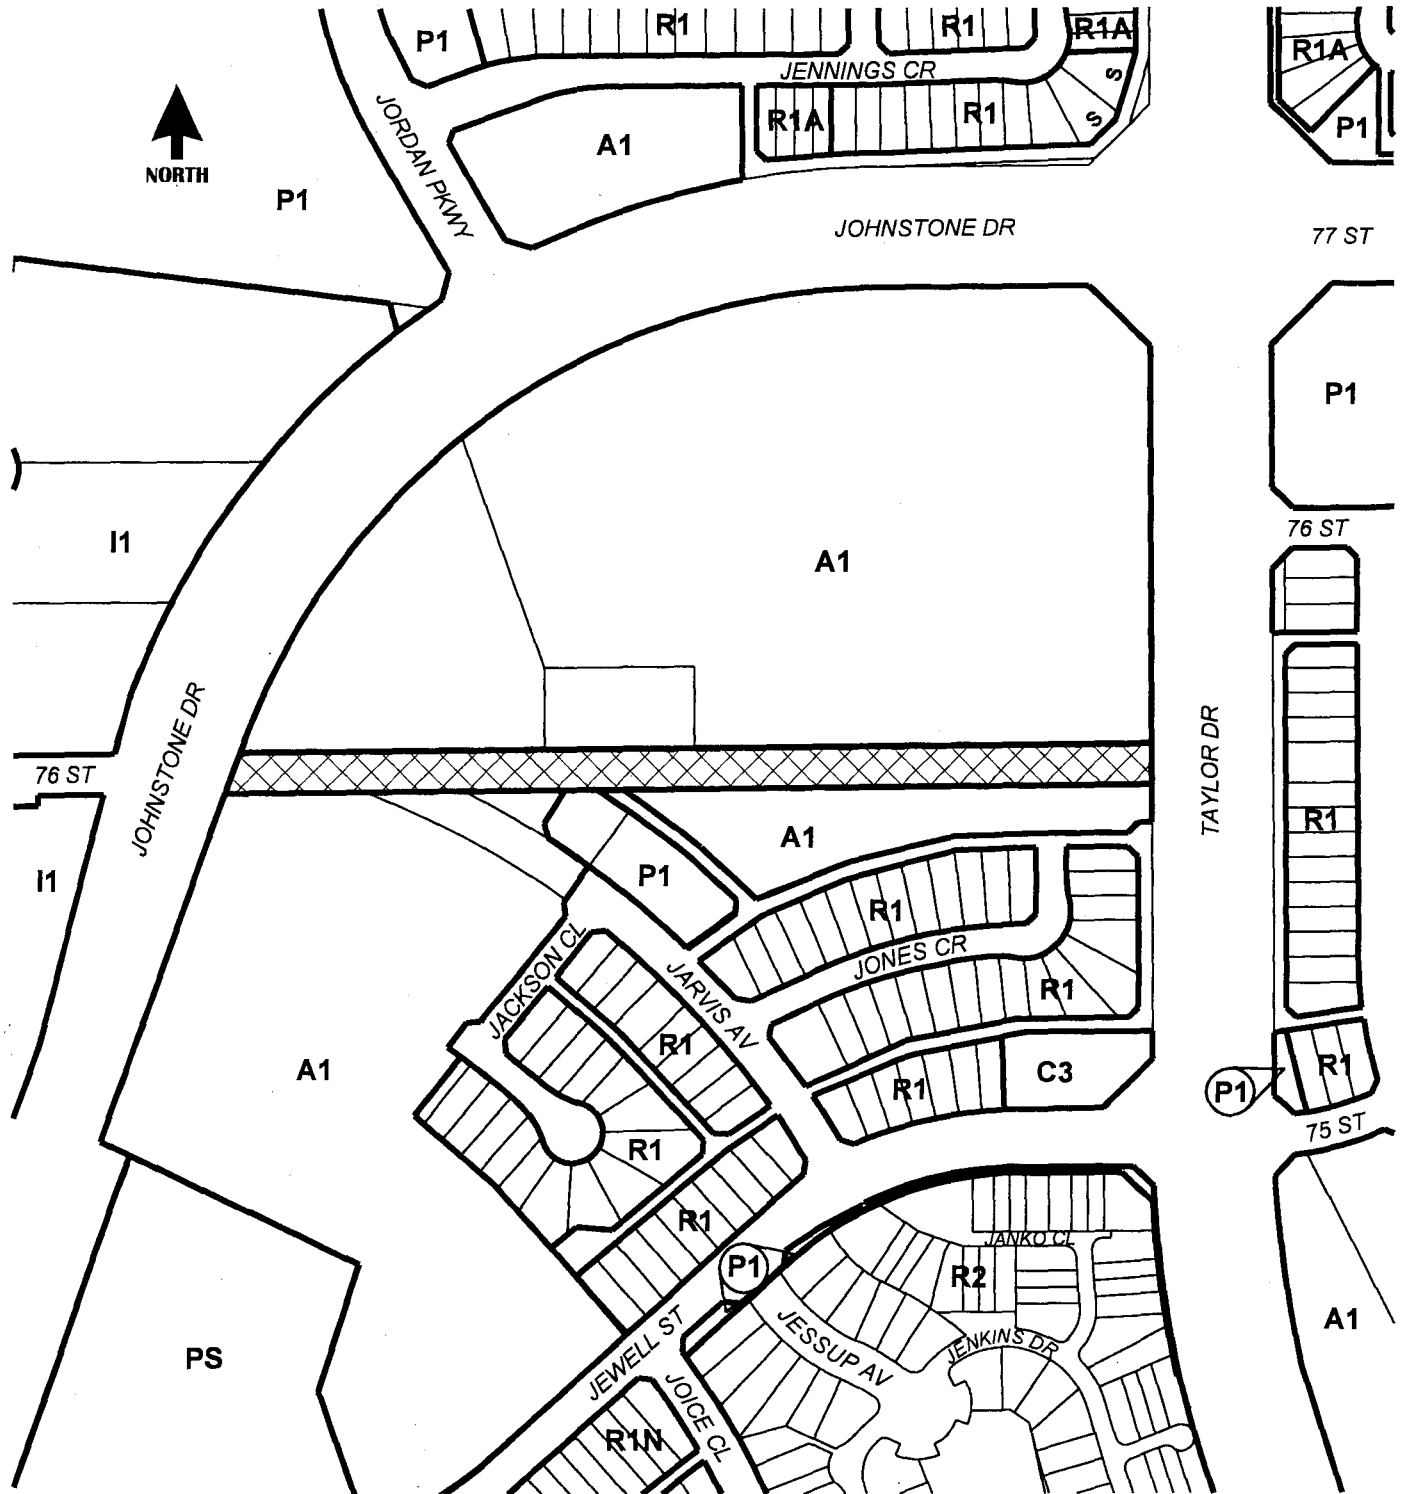 R1
R1
R1A
P1
JENNINGS CR
R1A
S
JORDAN PKWY
A1
R1A
R1
S
P1
NORTH
P1
JOHNSTONE DR
77 ST
P1
76 ST
I1
A1
JOHNSTONE DR
TAYLOR DR
76 ST
A1
R1
I1
P1
R1
JACKSON CL
JARVIS AV
JONES CR
R1
R1
A1
R1
C3
R1
P1
R1
75 ST
R1
P1
JANKO CL
R2
JEWELL ST
JESSUP AV
JENKINS DR
A1
PS
JOICE CL
R1N